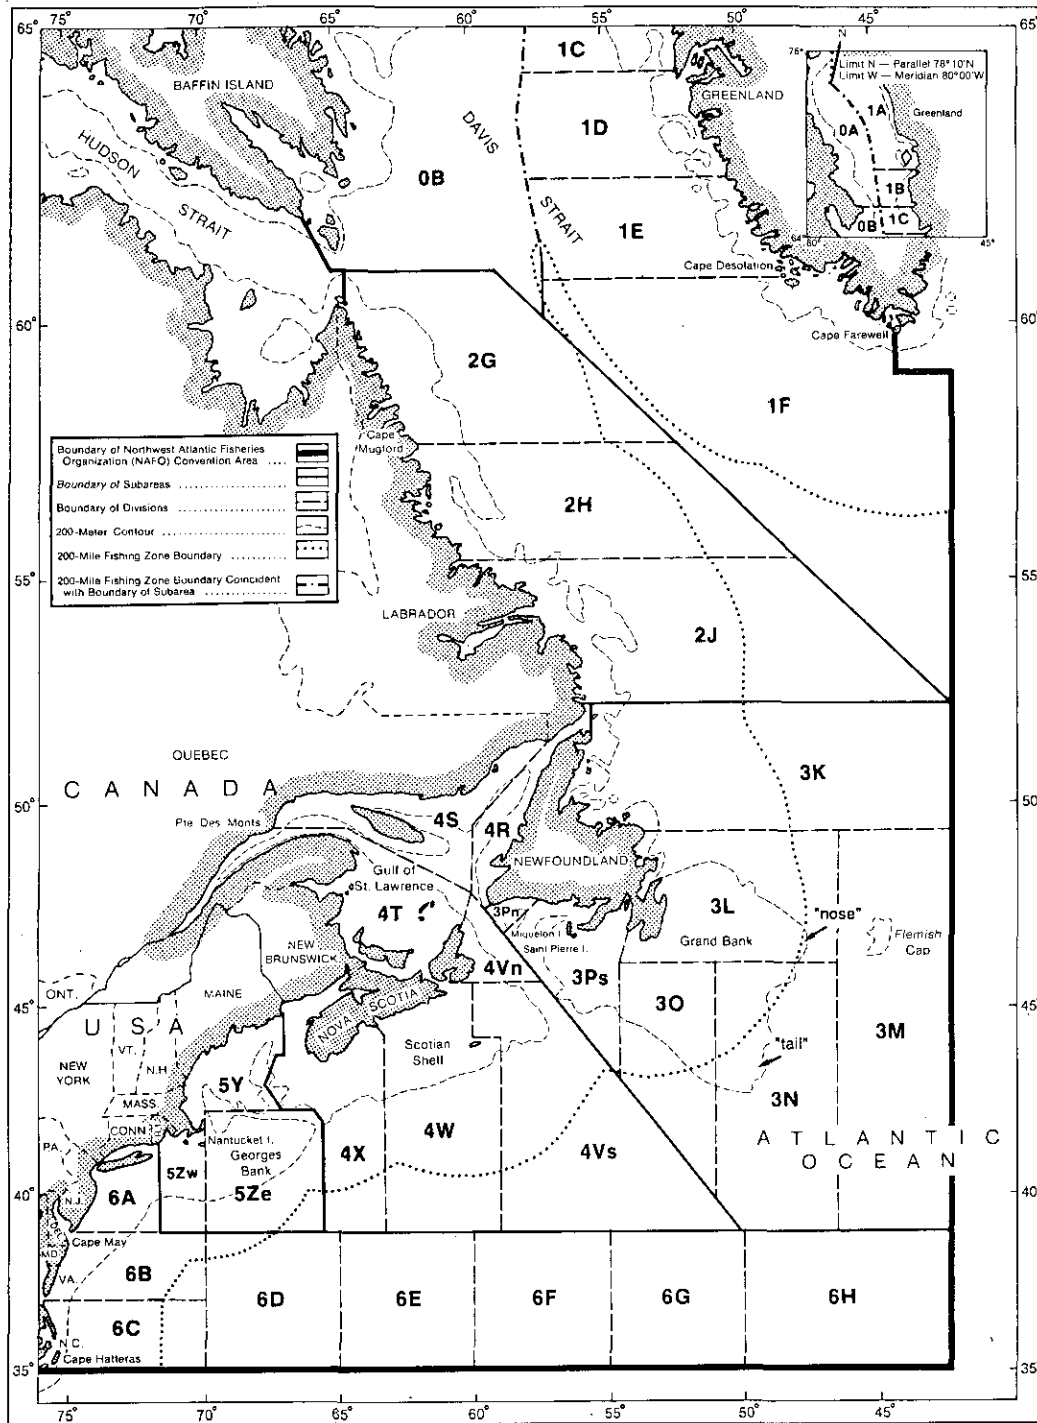 75° 70° 65° 60° 55° 50° 45°
65° 65°
1C
BAFFIN ISLAND
GREENLAND
76°
N
Limit N — Parallel 78°10'N
Limit W — Meridian 80°00'W
1A
Greenland
0A
1B
0B
1C
64°
80°
45°
HUDSON
STRAIT
DAVIS
STRAIT
1D
0B
1E
Cape Desolation
60° 60°
Cape Farewell
2G
1F
Cape
Mugford
Boundary of Northwest Atlantic Fisheries
Organization (NAFO) Convention Area ....
Boundary of Subareas
Boundary of Divisions
200-Meter Contour
200-Mile Fishing Zone Boundary
200-Mile Fishing Zone Boundary Coincident
with Boundary of Subarea
2H
55° 55°
LABRADOR
2J
QUEBEC
CANADA
3K
50° 50°
Pte. Des Monts
4S
4R
NEWFOUNDLAND
Gulf of
St. Lawrence
4T
3Pn
Miquelon I.
Saint Pierre I.
3L
Grand Bank
"nose"
Flemish
Cap
NEW
BRUNSWICK
4Vn
3Ps
3O
ONT.
MAINE
45° 45°
NOVA SCOTIA
USA
VT.
N.H.
NEW
YORK
Scotian
Shelf
"tail"
3M
3N
5Y
MASS
CONN
PA.
Nantucket I.
Georges
Bank
4X
4W
4Vs
ATLANTIC
OCEAN
5Zw
5Ze
6A
N.J.
40° 40°
Cape May
MD.
VA.
6B
6C
6D
6E
6F
6G
6H
N.C.
Cape Hatteras
35° 35°
75° 70° 65° 60° 55° 50° 45°